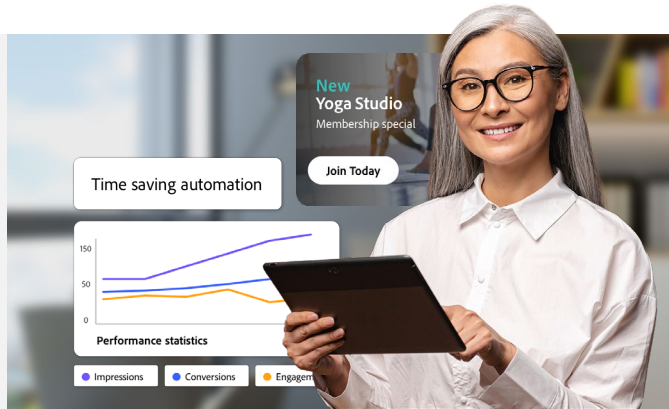 New
Yoga Studio
Membership special
Join Today
Time saving automation
150
50
0
Performance statistics
Impressions
Conversions